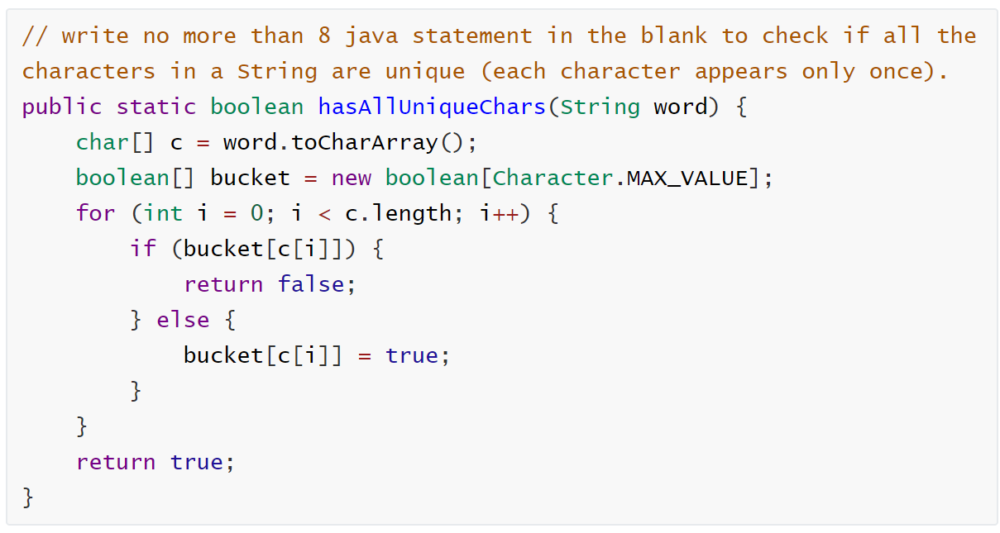 // write no more than 8 java statement in the blank to check if all the
characters in a String are unique (each character appears only once).
public static boolean hasAllUniqueChars(String word) {
    char[] c = word.toCharArray();
    boolean[] bucket = new boolean[Character.MAX_VALUE];
    for (int i = 0; i < c.length; i++) {
        if (bucket[c[i]]) {
            return false;
        } else {
            bucket[c[i]] = true;
        }
    }
    return true;
}